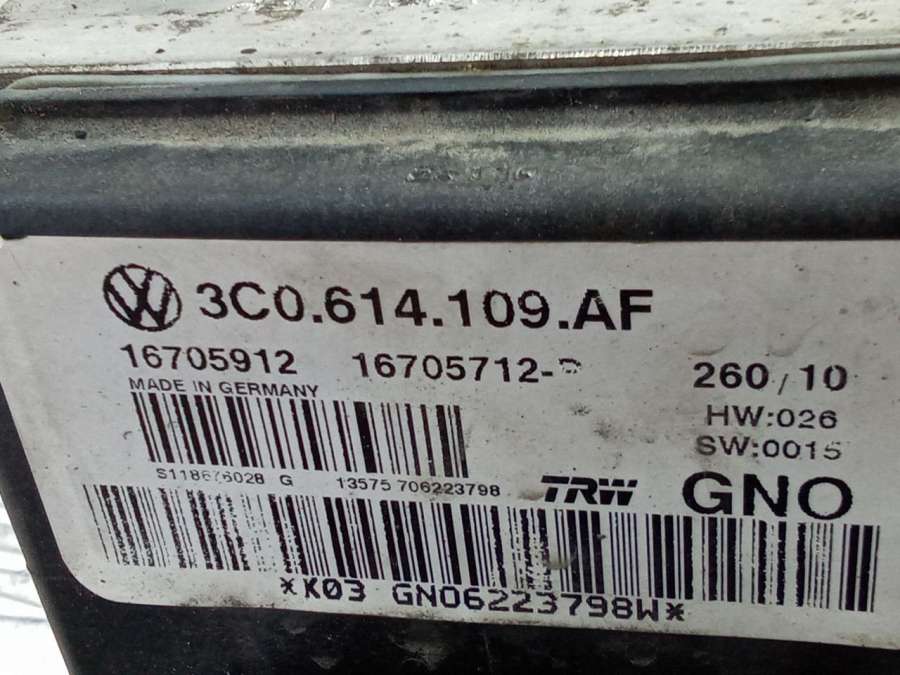 3C0.614.109.AF
16705912 16705712-
260/10
MADE IN GERMANY
HW:026
SW:0015
G 13575 706223798
TRW GNO
*K03 GNO6223798W*